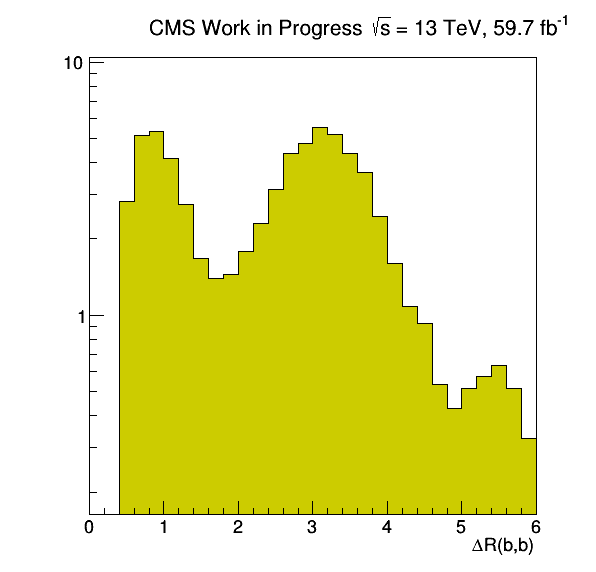 CMS Work in Progress √s = 13 TeV, 59.7 fb⁻¹
10
1
0 1 2 3 4 5 6
ΔR(b,b)